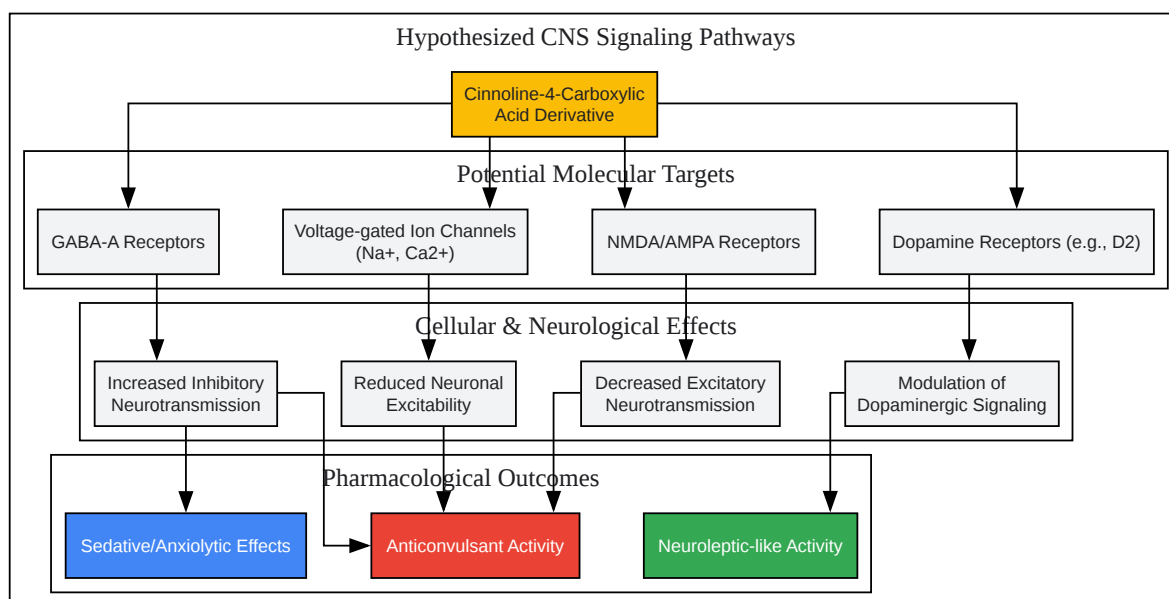 Hypothesized CNS Signaling Pathways
Cinnoline-4-Carboxylic
Acid Derivative
Potential Molecular Targets
GABA-A Receptors
Voltage-gated Ion Channels
(Na+, Ca2+)
NMDA/AMPA Receptors
Dopamine Receptors (e.g., D2)
Cellular & Neurological Effects
Increased Inhibitory
Neurotransmission
Reduced Neuronal
Excitability
Decreased Excitatory
Neurotransmission
Modulation of
Dopaminergic Signaling
Pharmacological Outcomes
Sedative/Anxiolytic Effects
Anticonvulsant Activity
Neuroleptic-like Activity